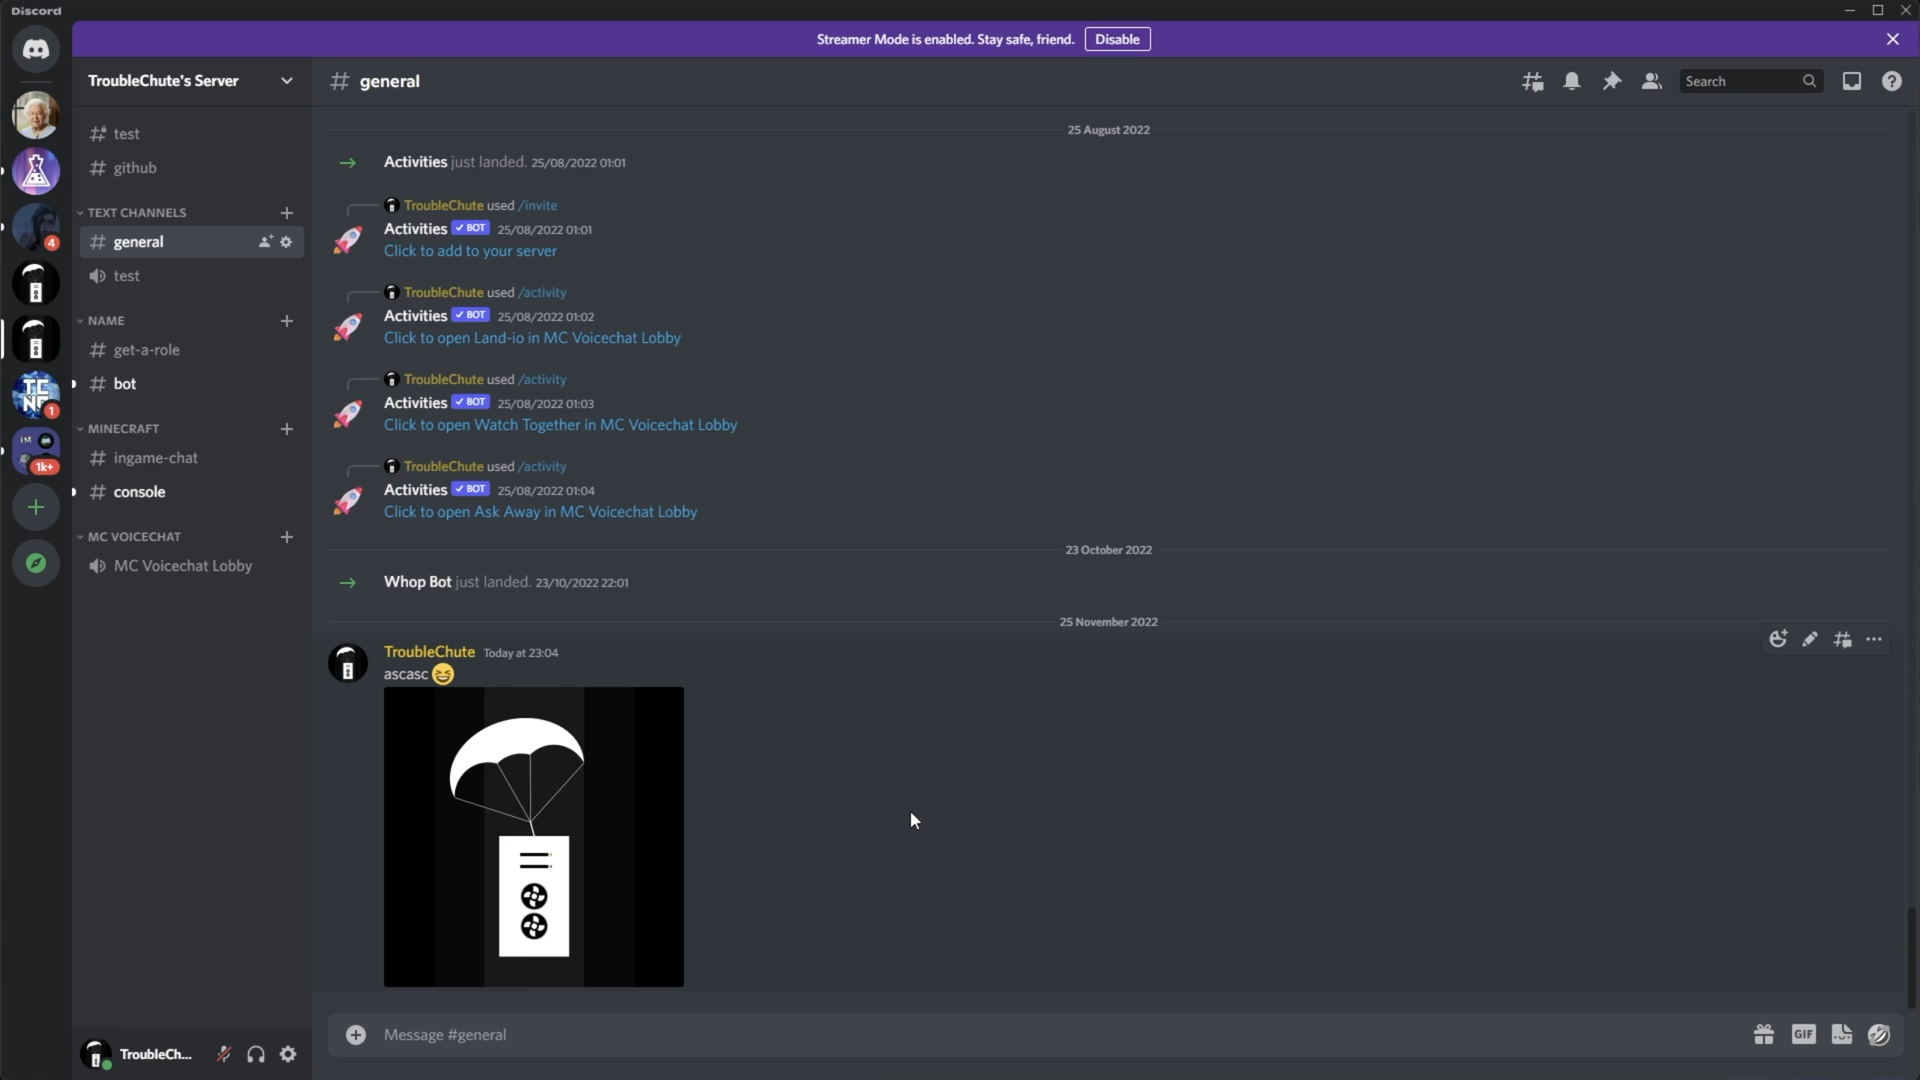 Discord
Streamer Mode is enabled. Stay safe, friend. Disable
TroubleChute's Server
general
Search
test
github
TEXT CHANNELS
general
test
NAME
get-a-role
bot
MINECRAFT
ingame-chat
console
MC VOICECHAT
MC Voicechat Lobby
4
TC
NF
1
1k+
25 August 2022
Activities just landed. 25/08/2022 01:01
TroubleChute used /invite
Activities BOT 25/08/2022 01:01
Click to add to your server
TroubleChute used /activity
Activities BOT 25/08/2022 01:02
Click to open Land-io in MC Voicechat Lobby
TroubleChute used /activity
Activities BOT 25/08/2022 01:03
Click to open Watch Together in MC Voicechat Lobby
TroubleChute used /activity
Activities BOT 25/08/2022 01:04
Click to open Ask Away in MC Voicechat Lobby
23 October 2022
Whop Bot just landed. 23/10/2022 22:01
25 November 2022
TroubleChute Today at 23:04
ascasc
Message #general
GIF
TroubleCh...